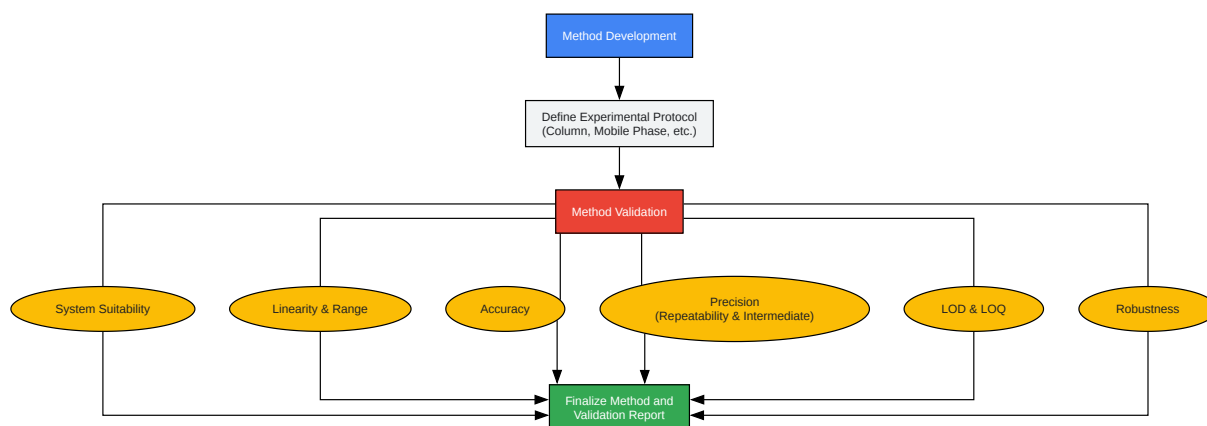 Method Development
Define Experimental Protocol
(Column, Mobile Phase, etc.)
Method Validation
System Suitability
Linearity & Range
Accuracy
Precision
(Repeatability & Intermediate)
LOD & LOQ
Robustness
Finalize Method and
Validation Report